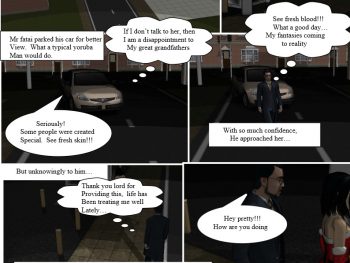 Mr fatai parked his car for better
View. What a typical yoruba
Man would do.
If I don't talk to her, then
I am a disappointment to
My great grandfathers
Seriously!
Some people were created
Special. See fresh skin!!!
See fresh blood!!!
What a good day...
My fantasies coming
to reality
With so much confidence,
He approached her...
But unknowingly to him...
Thank you lord for
Providing this, life has
Been treating me well
Lately....
Hey pretty!!!
How are you doing